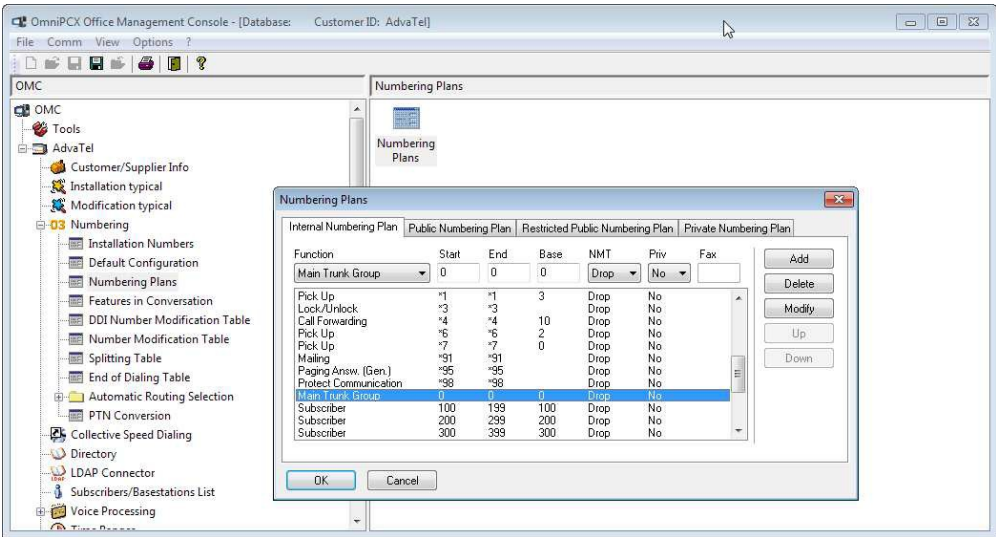 OmniPCX Office Management Console - [Database: Customer ID: AdvaTel]
File Comm View Options ?
OMC
Numbering Plans
OMC
Tools
AdvaTel
Customer/Supplier Info
Installation typical
Modification typical
Numbering
Installation Numbers
Default Configuration
Numbering Plans
Features in Conversation
DDI Number Modification Table
Number Modification Table
Splitting Table
End of Dialing Table
Automatic Routing Selection
PTN Conversion
Collective Speed Dialing
Directory
LDAP Connector
Subscribers/Basestations List
Voice Processing
Time Ranges
Numbering
Plans
Numbering Plans
Internal Numbering Plan Public Numbering Plan Restricted Public Numbering Plan Private Numbering Plan
Function Start End Base NMT Priv Fax
Main Trunk Group 0 0 0 Drop No
Pick Up *1 *1 3 Drop No
Lock/Unlock *3 *3 Drop No
Call Forwarding *4 *4 10 Drop No
Pick Up *6 *6 2 Drop No
Pick Up *7 *7 0 Drop No
Mailing *91 *91 Drop No
Paging Answ. (Gen.) *95 *95 Drop No
Protect Communication *98 *98 Drop No
Main Trunk Group 0 0 0 Drop No
Subscriber 100 199 100 Drop No
Subscriber 200 299 200 Drop No
Subscriber 300 399 300 Drop No
Add
Delete
Modify
Up
Down
OK Cancel